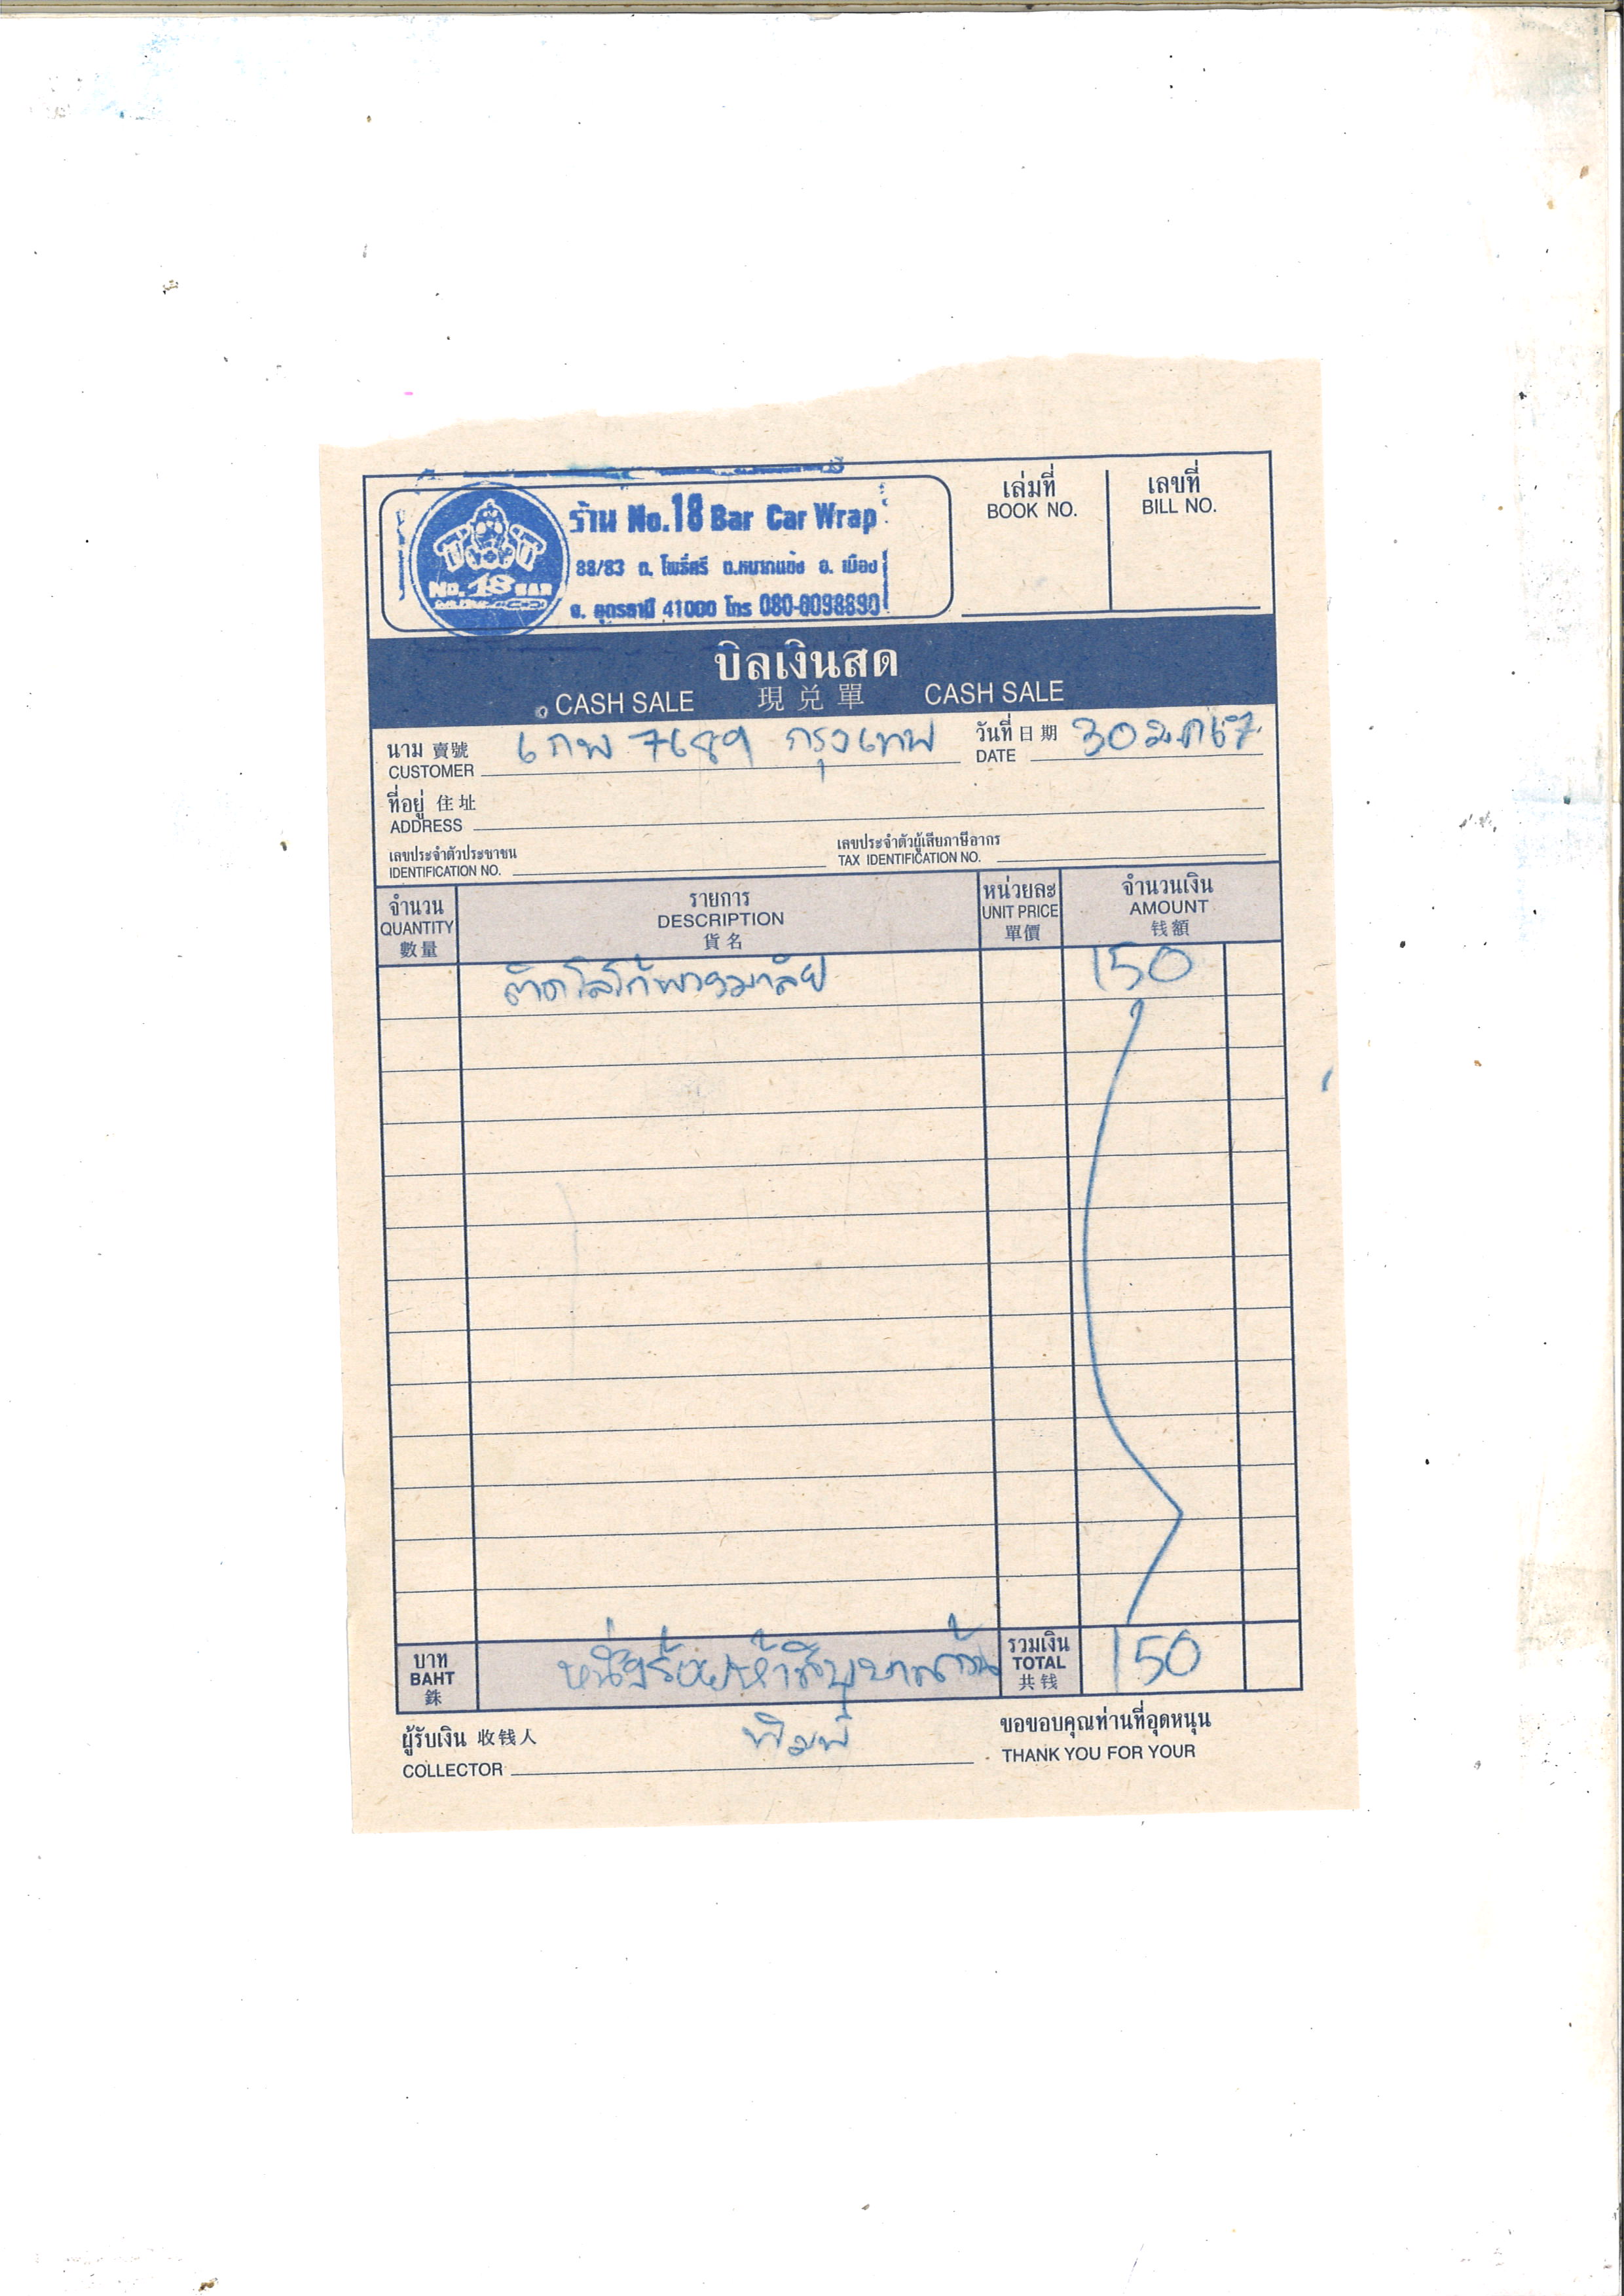 ร้าน No.18 Bar Car Wrap
88/83 ถ. โพธิ์ศรี ต.หมากแข้ง อ. เมือง
จ. อุดรธานี 41000 โทร 080-0098890
No. 18 BAR
เล่มที่
BOOK NO.
เลขที่
BILL NO.
บิลเงินสด
CASH SALE 現兑單 CASH SALE
นาม 賣號 6 กพ 7689 กรุงเทพ
CUSTOMER
วันที่ 日期 30 มี.ค 67
DATE
ที่อยู่ 住址
ADDRESS
เลขประจำตัวประชาชน
IDENTIFICATION NO.
เลขประจำตัวผู้เสียภาษีอากร
TAX IDENTIFICATION NO.
จำนวน
QUANTITY
數量
รายการ
DESCRIPTION
貨名
หน่วยละ
UNIT PRICE
單價
จำนวนเงิน
AMOUNT
钱額
ติดโลโก้พวงมาลัย 150
บาท
BAHT
銖
หนึ่งร้อยห้าสิบบาทถ้วน
รวมเงิน
TOTAL
共钱
150
ผู้รับเงิน 收钱人
COLLECTOR
พิมพ์
ขอขอบคุณท่านที่อุดหนุน
THANK YOU FOR YOUR